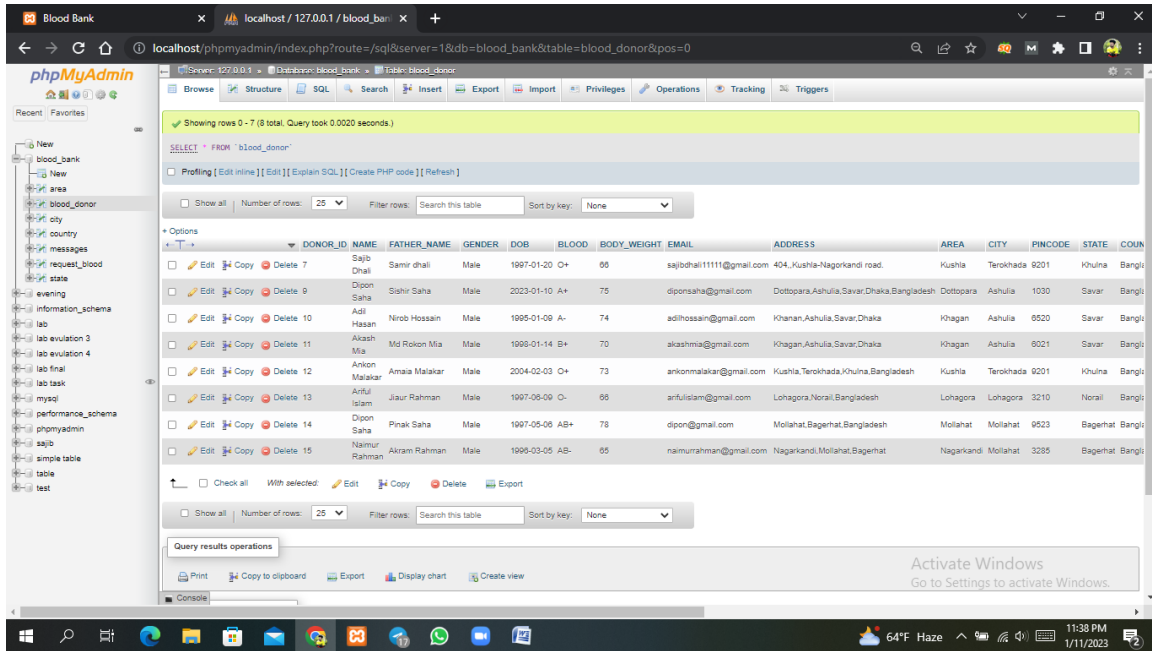 Blood Bank
localhost / 127.0.0.1 / blood_ban
localhost/phpmyadmin/index.php?route=/sql&server=1&db=blood_bank&table=blood_donor&pos=0
phpMyAdmin
Recent Favorites
New
blood_bank
New
area
blood_donor
city
country
messages
request_blood
state
evening
information_schema
lab
lab evulation 3
lab evulation 4
lab final
lab task
mysql
performance_schema
phpmyadmin
sajib
simple table
table
test
Server: 127.0.0.1 » Database: blood_bank » Table: blood_donor
Browse Structure SQL Search Insert Export Import Privileges Operations Tracking Triggers
Showing rows 0 - 7 (8 total, Query took 0.0020 seconds.)
SELECT * FROM `blood_donor`
Profiling [ Edit inline ] [ Edit ] [ Explain SQL ] [ Create PHP code ] [ Refresh ]
Show all | Number of rows: 25 Filter rows: Search this table Sort by key: None
+ Options
←T→ DONOR_ID NAME FATHER_NAME GENDER DOB BLOOD BODY_WEIGHT EMAIL ADDRESS AREA CITY PINCODE STATE COUN
Edit Copy Delete 7 Sajib Dhali Samir dhali Male 1997-01-20 O+ 66 sajibdhali11111@gmail.com 404,,Kushla-Nagorkandi road. Kushla Terokhada 9201 Khulna Bangla
Edit Copy Delete 9 Dipon Saha Sishir Saha Male 2023-01-10 A+ 75 diponsaha@gmail.com Dottopara,Ashulia,Savar,Dhaka,Bangladesh Dottopara Ashulia 1030 Savar Bangla
Edit Copy Delete 10 Adil Hasan Nirob Hossain Male 1995-01-09 A- 74 adilhossain@gmail.com Khanan,Ashulia,Savar,Dhaka Khagan Ashulia 6520 Savar Bangla
Edit Copy Delete 11 Akash Mia Md Rokon Mia Male 1998-01-14 B+ 70 akashmia@gmail.com Khagan,Ashulia,Savar,Dhaka Khagan Ashulia 6021 Savar Bangla
Edit Copy Delete 12 Ankon Malakar Amaia Malakar Male 2004-02-03 O+ 73 ankonmalakar@gmail.com Kushla,Terokhada,Khulna,Bangladesh Kushla Terokhada 9201 Khulna Bangla
Edit Copy Delete 13 Ariful Islam Jiaur Rahman Male 1997-06-09 O- 66 arifulislam@gmail.com Lohagora,Norail,Bangladesh Lohagora Lohagora 3210 Norail Bangla
Edit Copy Delete 14 Dipon Saha Pinak Saha Male 1997-05-06 AB+ 78 dipon@gmail.com Mollahat,Bagerhat,Bangladesh Mollahat Mollahat 9523 Bagerhat Bangla
Edit Copy Delete 15 Naimur Rahman Akram Rahman Male 1996-03-05 AB- 65 naimurrahman@gmail.com Nagarkandi,Mollahat,Bagerhat Nagarkandi Mollahat 3285 Bagerhat Bangla
Check all With selected: Edit Copy Delete Export
Show all | Number of rows: 25 Filter rows: Search this table Sort by key: None
Query results operations
Print Copy to clipboard Export Display chart Create view
Activate Windows
Go to Settings to activate Windows.
Console
64°F Haze
11:38 PM
1/11/2023